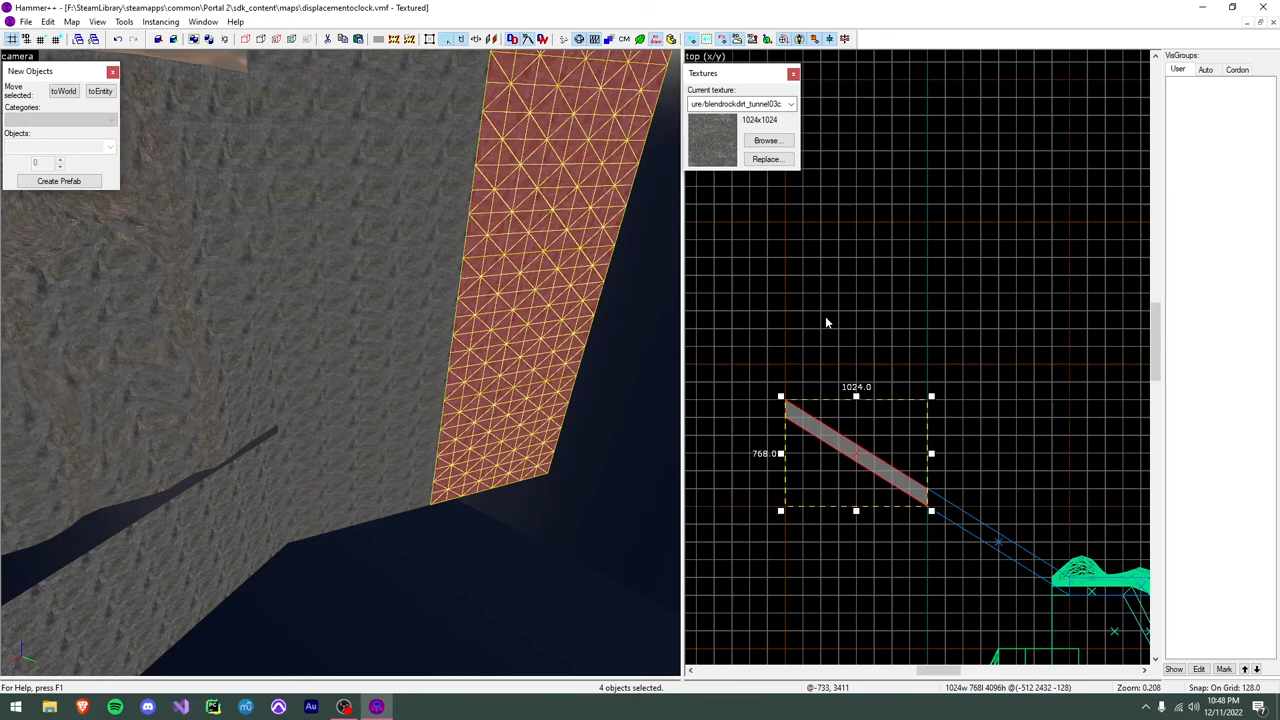 Hammer++ - [F:\SteamLibrary\steamapps\common\Portal 2\sdk_content\maps\displacementoclock.vmf - Textured]
File Edit Map View Tools Instancing Window Help
camera
New Objects
Move selected:
toWorld
toEntity
Categories:
Objects:
0
Create Prefab
top (x/y)
Textures
Current texture:
ure/blendrockdirt_tunnel03c
1024x1024
Browse...
Replace...
1024.0
768.0
VisGroups:
User Auto Cordon
Show Edit Mark
For Help, press F1
4 objects selected.
@-733, 3411
1024w 768l 4096h @(-512 2432 -128)
Zoom: 0.208
Snap: On Grid: 128.0
Au
10:48 PM
12/11/2022